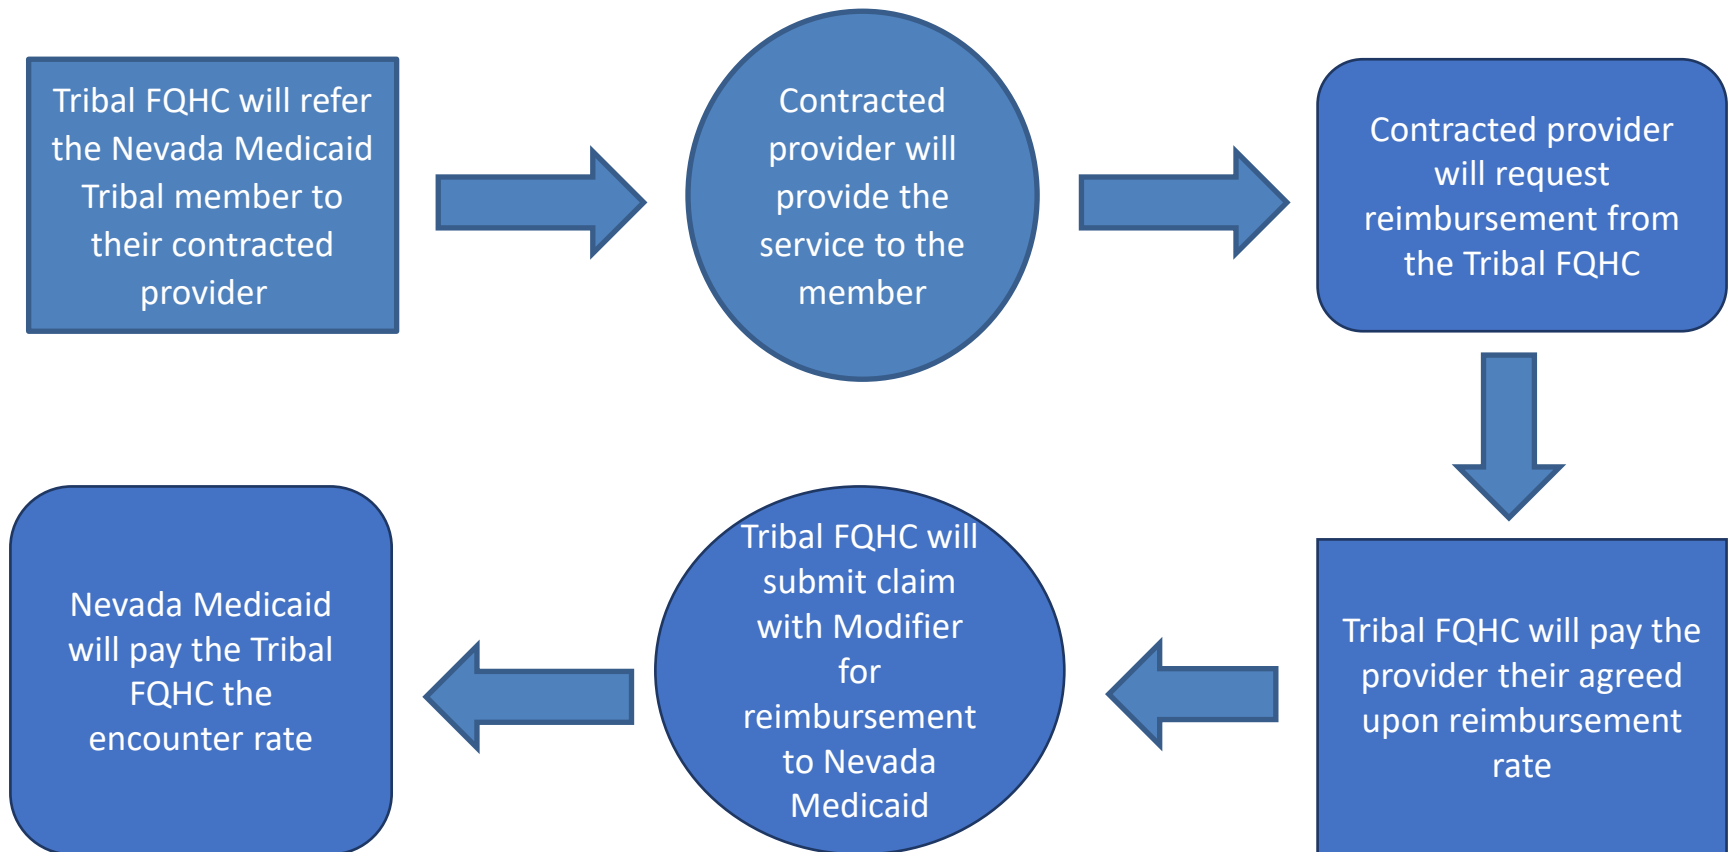 Tribal FQHC will refer
the Nevada Medicaid
Tribal member to
their contracted
provider
Contracted
provider will
provide the
service to the
member
Contracted provider
will request
reimbursement from
the Tribal FQHC
Tribal FQHC will pay the
provider their agreed
upon reimbursement
rate
Tribal FQHC will
submit claim
with Modifier
for
reimbursement
to Nevada
Medicaid
Nevada Medicaid
will pay the Tribal
FQHC the
encounter rate